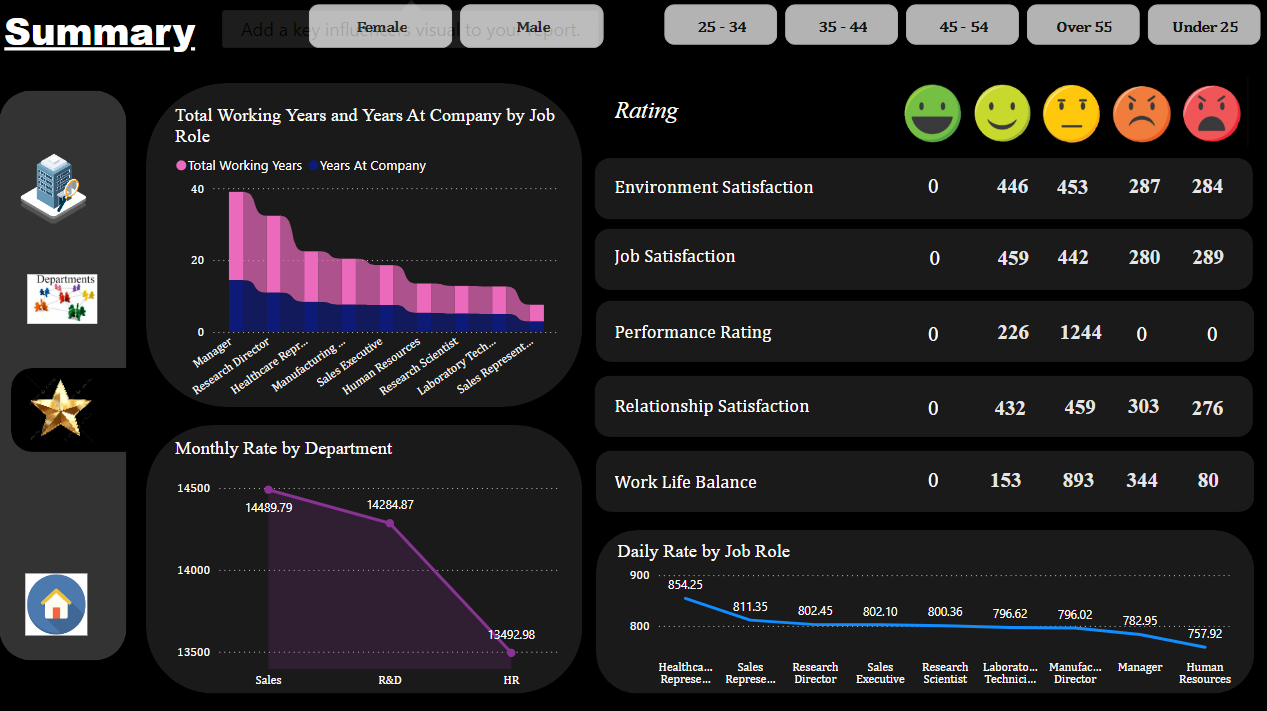 Summary
Add a key influencers visual to your report.
Female
Male
25 - 34
35 - 44
45 - 54
Over 55
Under 25
Departments
Total Working Years and Years At Company by Job
Role
Total Working Years
Years At Company
40
20
0
Manager
Research Director
Healthcare Repr...
Manufacturing ...
Sales Executive
Human Resources
Research Scientist
Laboratory Tech...
Sales Represent...
Monthly Rate by Department
14500
14000
13500
14489.79
14284.87
13492.98
Sales
R&D
HR
Rating
Environment Satisfaction 0 446 453 287 284
Job Satisfaction 0 459 442 280 289
Performance Rating 0 226 1244 0 0
Relationship Satisfaction 0 432 459 303 276
Work Life Balance 0 153 893 344 80
Daily Rate by Job Role
900
800
854.25
811.35
802.45
802.10
800.36
796.62
796.02
782.95
757.92
Healthca...
Represe...
Sales
Represe...
Research
Director
Sales
Executive
Research
Scientist
Laborato...
Technici...
Manufac...
Director
Manager
Human
Resources